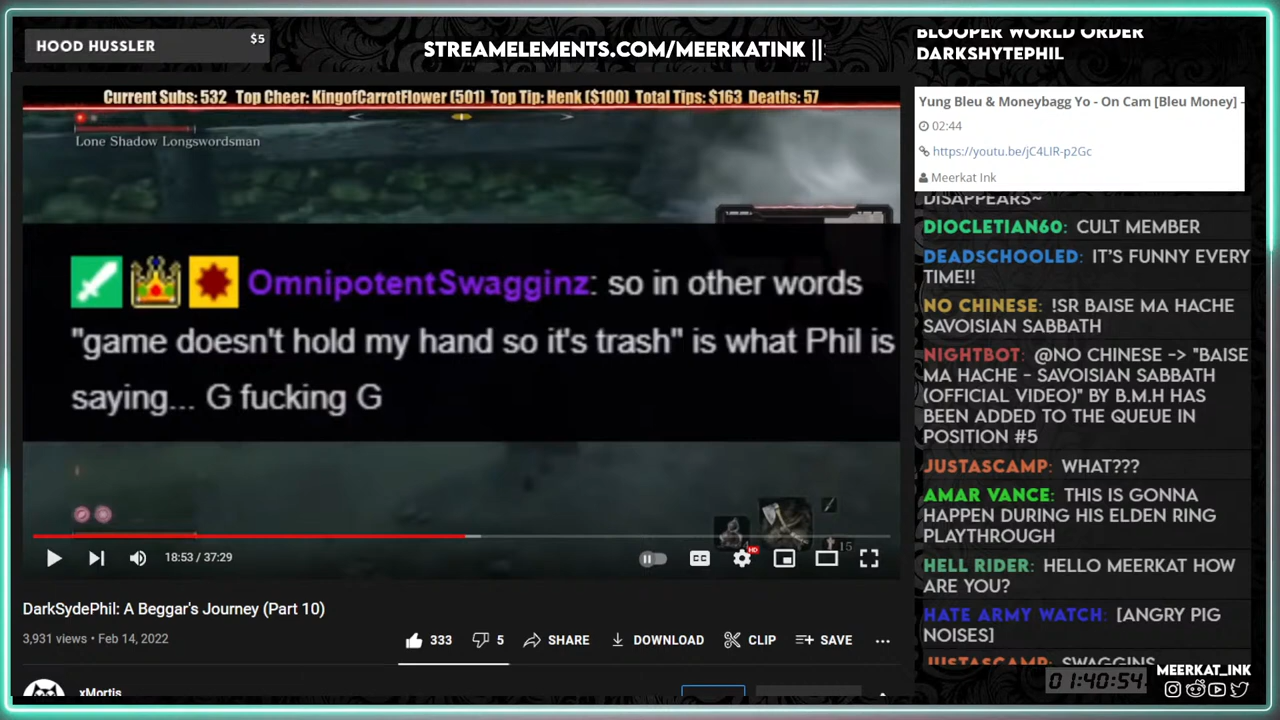 HOOD HUSSLER
$5
STREAMELEMENTS.COM/MEERKATINK ||
BLOOPER WORLD ORDER
DARKSHYTEPHIL
Current Subs: 532 Top Cheer: KingofCarrotFlower (501) Top Tip: Henk ($100) Total Tips: $163 Deaths: 57
Lone Shadow Longswordsman
OmnipotentSwagginz: so in other words
"game doesn't hold my hand so it's trash" is what Phil is
saying... G fucking G
15
18:53 / 37:29
CC
HD
DarkSydePhil: A Beggar's Journey (Part 10)
3,931 views • Feb 14, 2022
333
5
SHARE
DOWNLOAD
CLIP
SAVE
xMortis
Yung Bleu & Moneybagg Yo - On Cam [Bleu Money] -
02:44
https://youtu.be/jC4LIR-p2Gc
Meerkat Ink
DISAPPEARS~
DIOCLETIAN60: CULT MEMBER
DEADSCHOOLED: IT'S FUNNY EVERY
TIME!!
NO CHINESE: !SR BAISE MA HACHE
SAVOISIAN SABBATH
NIGHTBOT: @NO CHINESE -> "BAISE
MA HACHE - SAVOISIAN SABBATH
(OFFICIAL VIDEO)" BY B.M.H HAS
BEEN ADDED TO THE QUEUE IN
POSITION #5
JUSTASCAMP: WHAT???
AMAR VANCE: THIS IS GONNA
HAPPEN DURING HIS ELDEN RING
PLAYTHROUGH
HELL RIDER: HELLO MEERKAT HOW
ARE YOU?
HATE ARMY WATCH: [ANGRY PIG
NOISES]
JUSTASCAMP: SWAGGINS
01:40:54
MEERKAT_INK